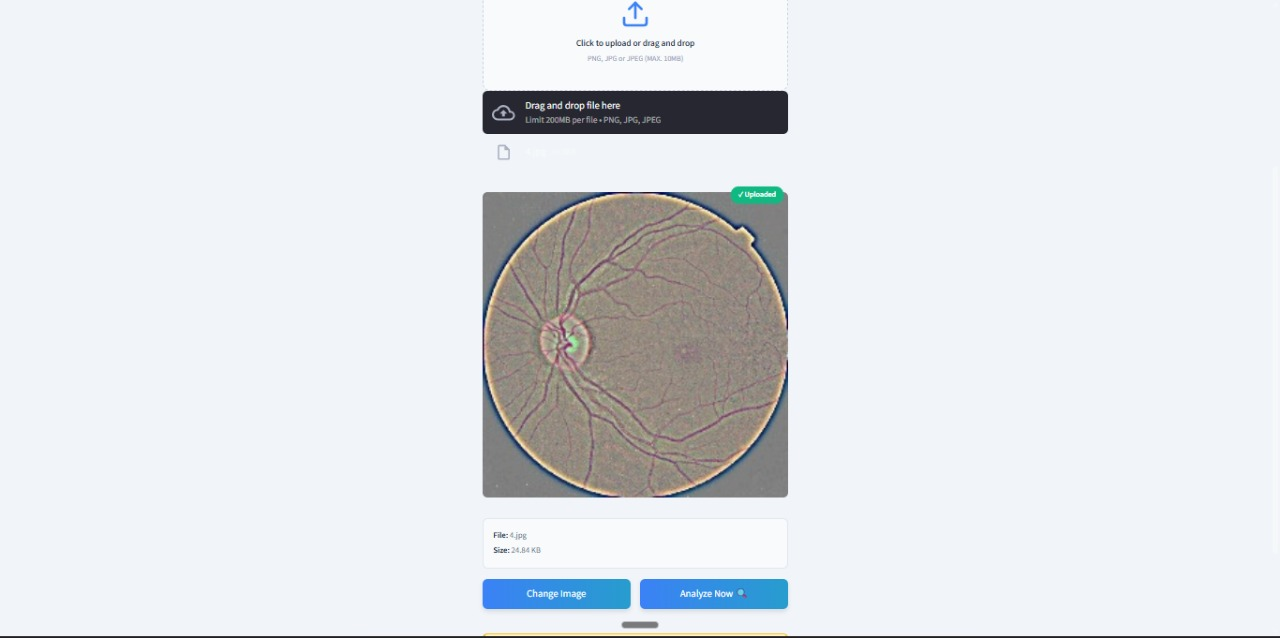 Click to upload or drag and drop
PNG, JPG or JPEG (MAX. 10MB)
Drag and drop file here
Limit 200MB per file • PNG, JPG, JPEG
✓ Uploaded
File: 4.jpg
Size: 24.84 KB
Change Image
Analyze Now 🔍